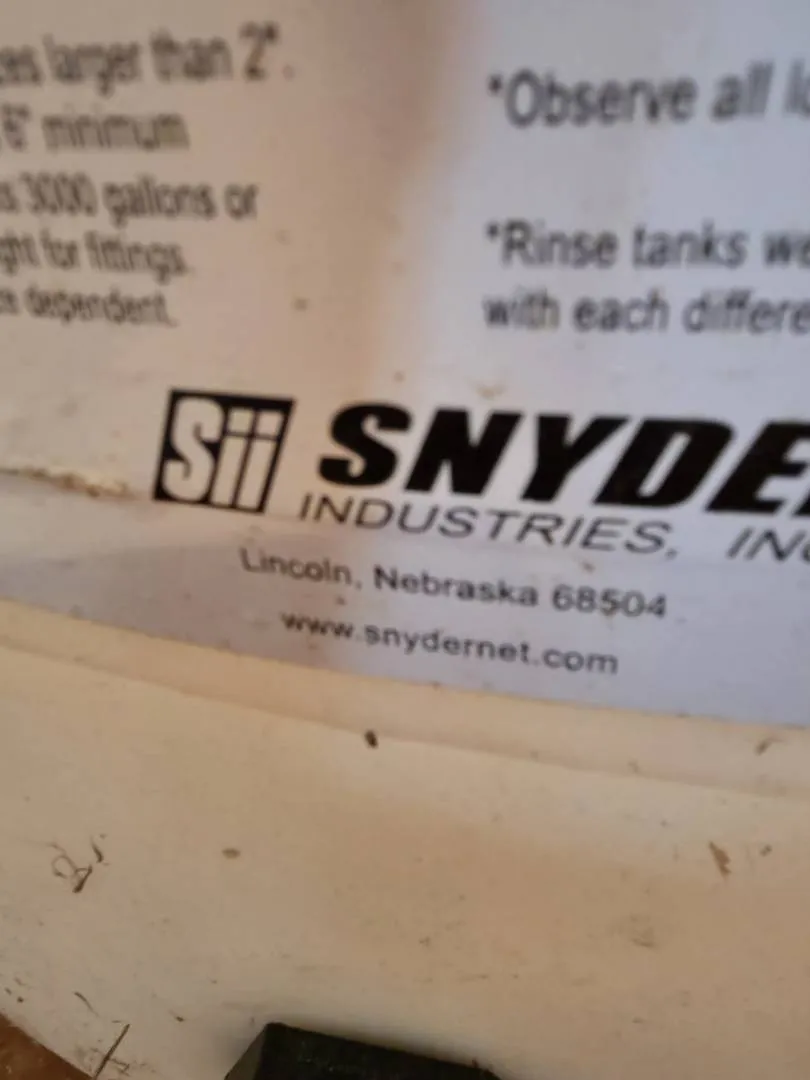 larger than 2".
6" minimum
3000 gallons or
for fittings.
dependent.
*Observe all
*Rinse tanks
with each
Sii SNYDE
INDUSTRIES, IN
Lincoln, Nebraska 68504
www.snydernet.com